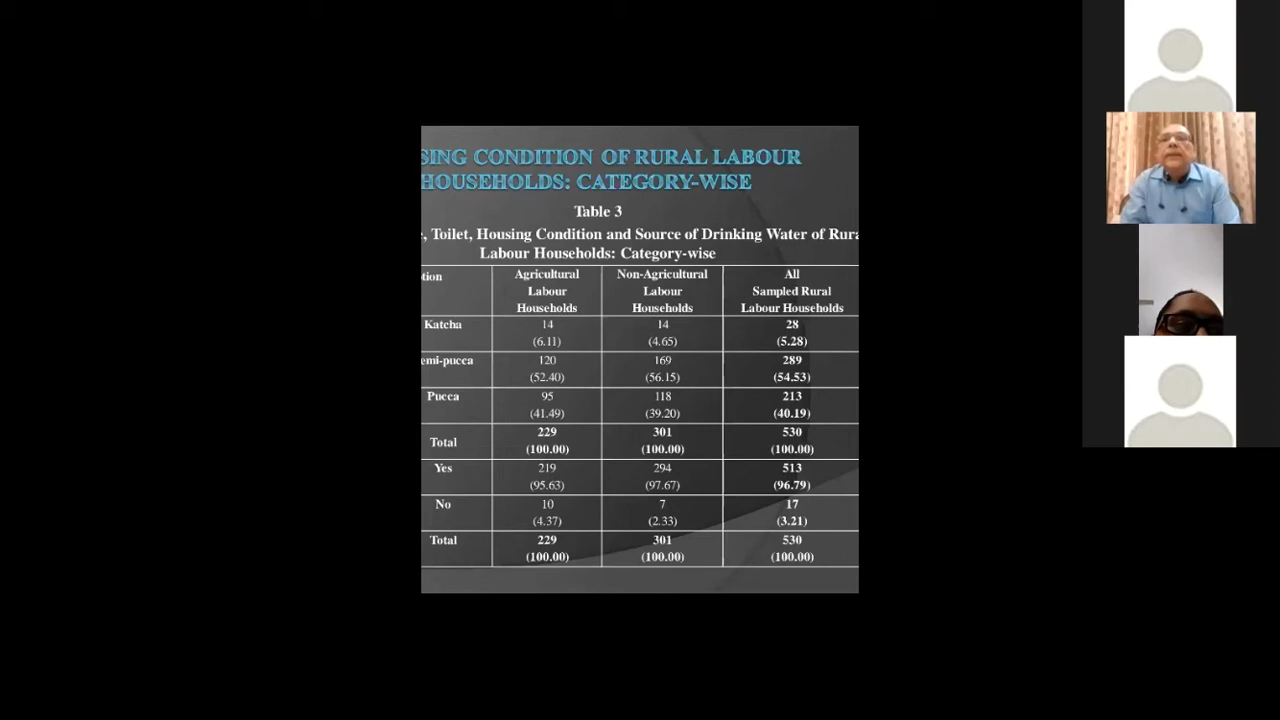 SING CONDITION OF RURAL LABOUR
HOUSEHOLDS: CATEGORY-WISE
Table 3
, Toilet, Housing Condition and Source of Drinking Water of Rura
Labour Households: Category-wise
tion Agricultural Labour Households Non-Agricultural Labour Households All Sampled Rural Labour Households
Katcha 14 14 28
(6.11) (4.65) (5.28)
emi-pucca 120 169 289
(52.40) (56.15) (54.53)
Pucca 95 118 213
(41.49) (39.20) (40.19)
Total 229 301 530
(100.00) (100.00) (100.00)
Yes 219 294 513
(95.63) (97.67) (96.79)
No 10 7 17
(4.37) (2.33) (3.21)
Total 229 301 530
(100.00) (100.00) (100.00)